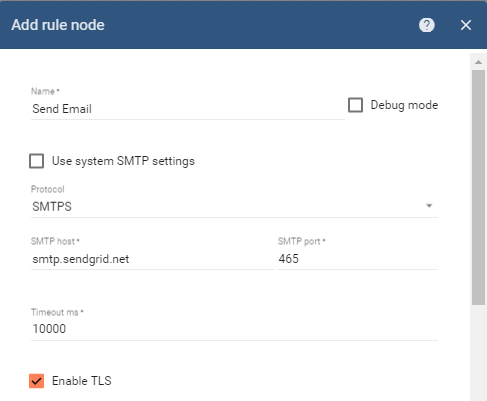 Add rule node
Name *
Send Email
Debug mode
Use system SMTP settings
Protocol
SMTPS
SMTP host *
smtp.sendgrid.net
SMTP port *
465
Timeout ms *
10000
Enable TLS